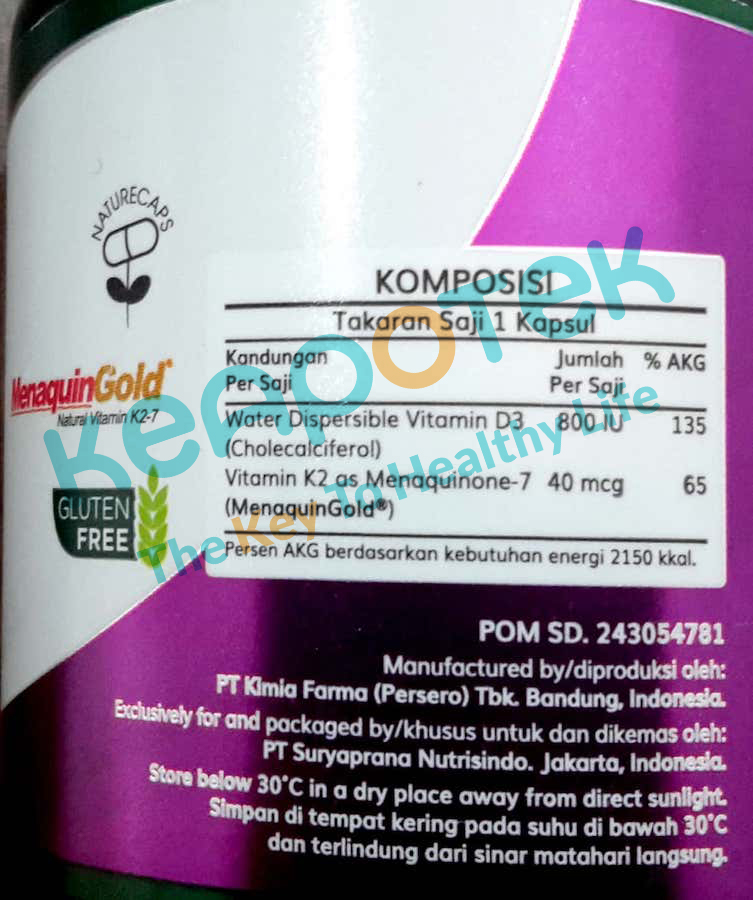 NATURECAPS
MenaquinGold®
Natural Vitamin K2-7
GLUTEN
FREE
KOMPOSISI
Takaran Saji 1 Kapsul
Kandungan Per Saji Jumlah Per Saji % AKG
Water Dispersible Vitamin D3 800 IU 135
(Cholecalciferol)
Vitamin K2 as Menaquinone-7 40 mcg 65
(MenaquinGold®)
Persen AKG berdasarkan kebutuhan energi 2150 kkal.
POM SD. 243054781
Manufactured by/diproduksi oleh:
PT Kimia Farma (Persero) Tbk. Bandung, Indonesia.
Exclusively for and packaged by/khusus untuk dan dikemas oleh:
PT Suryaprana Nutrisindo. Jakarta, Indonesia.
Store below 30°C in a dry place away from direct sunlight.
Simpan di tempat kering pada suhu di bawah 30°C
dan terlindung dari sinar matahari langsung.
KenPOTEK
The Key To Healthy Life